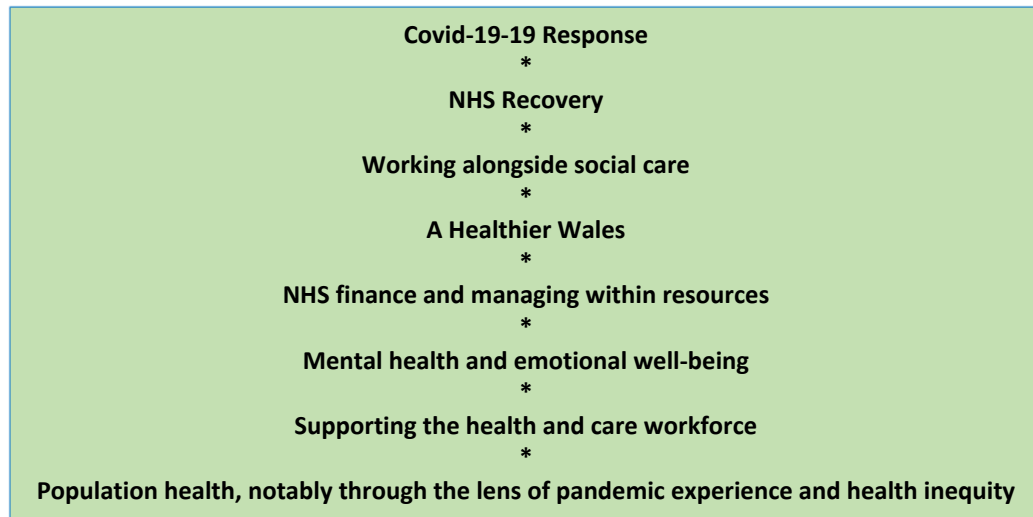 Covid-19-19 Response
*
NHS Recovery
*
Working alongside social care
*
A Healthier Wales
*
NHS finance and managing within resources
*
Mental health and emotional well-being
*
Supporting the health and care workforce
*
Population health, notably through the lens of pandemic experience and health inequity